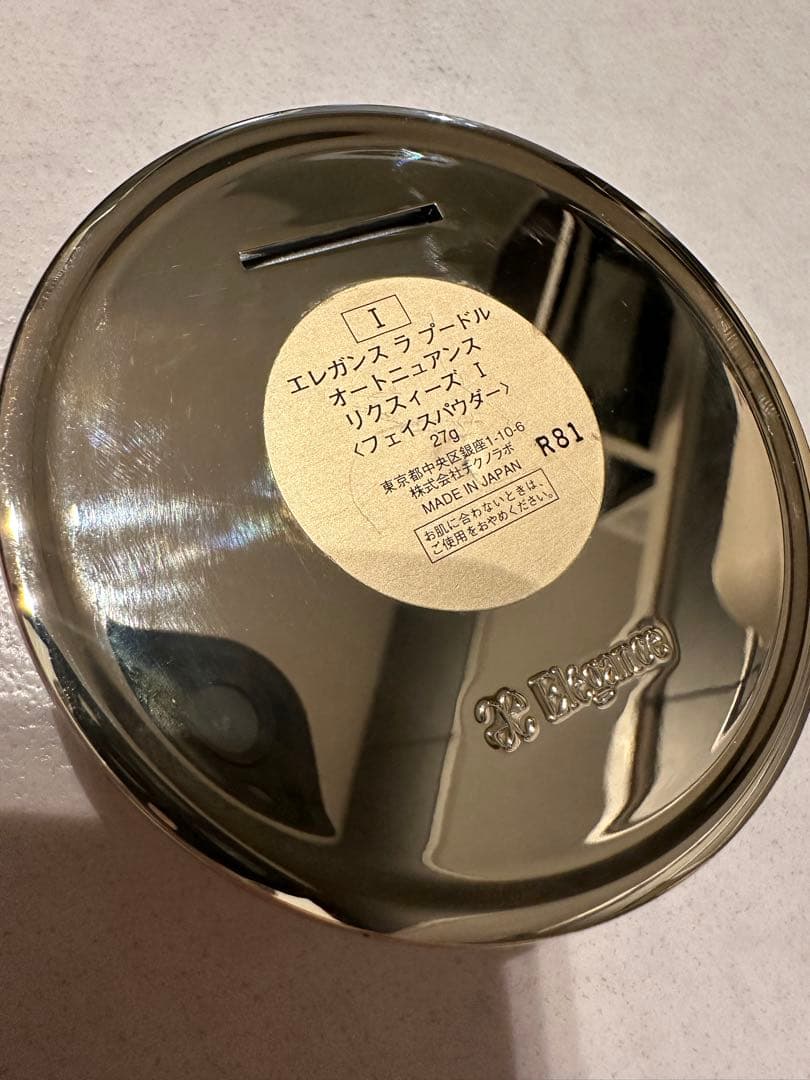 I
エレガンス ラ プードル
オートニュアンス
リクスィーズ I
〈フェイスパウダー〉
27g
東京都中央区銀座1-10-6
株式会社テクノラボ
MADE IN JAPAN
R81
お肌に合わないときは、
ご使用をおやめください。
Elégance